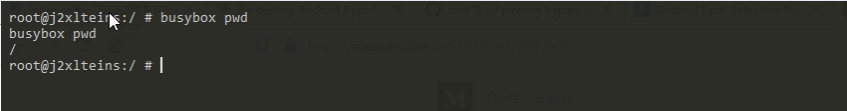 root@j2xlteins:/ # busybox pwd
busybox pwd
/
root@j2xlteins:/ #